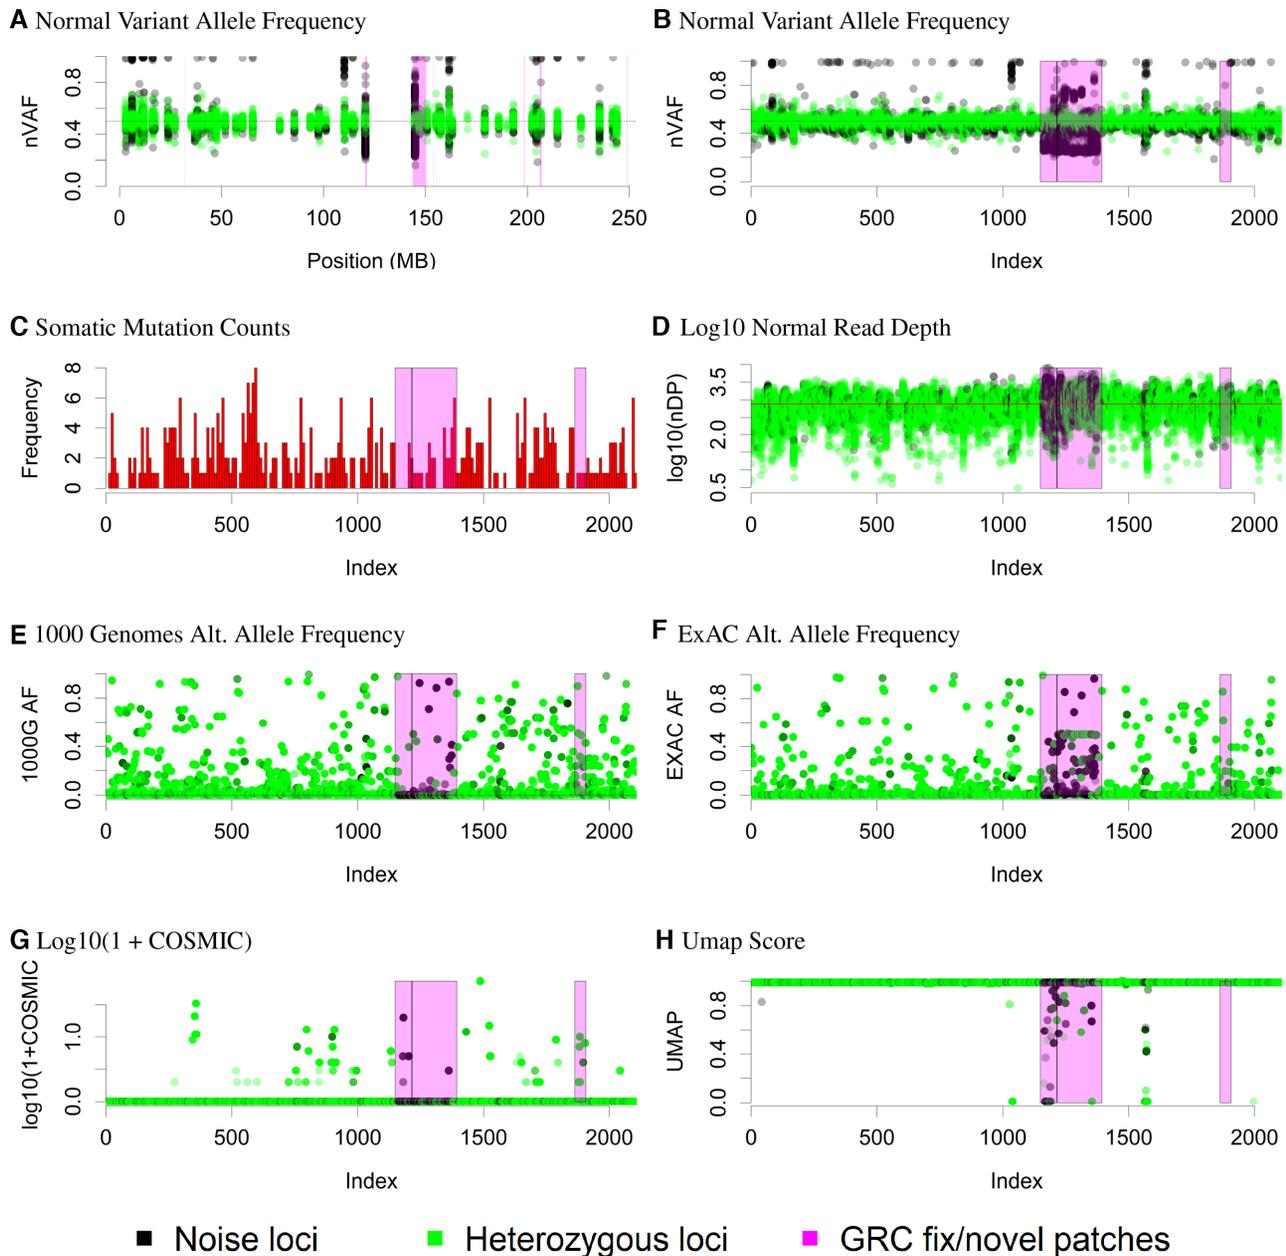 A Normal Variant Allele Frequency
nVAF
0.0 0.4 0.8
0 50 100 150 200 250
Position (MB)
B Normal Variant Allele Frequency
nVAF
0.0 0.4 0.8
0 500 1000 1500 2000
Index
C Somatic Mutation Counts
Frequency
0 2 4 6 8
0 500 1000 1500 2000
Index
D Log10 Normal Read Depth
log10(nDP)
0.5 2.0 3.5
0 500 1000 1500 2000
Index
E 1000 Genomes Alt. Allele Frequency
1000G AF
0.0 0.4 0.8
0 500 1000 1500 2000
Index
F ExAC Alt. Allele Frequency
EXAC AF
0.0 0.4 0.8
0 500 1000 1500 2000
Index
G Log10(1 + COSMIC)
log10(1+COSMIC
0.0 1.0
0 500 1000 1500 2000
Index
H Umap Score
UMAP
0.0 0.4 0.8
0 500 1000 1500 2000
Index
Noise loci Heterozygous loci GRC fix/novel patches